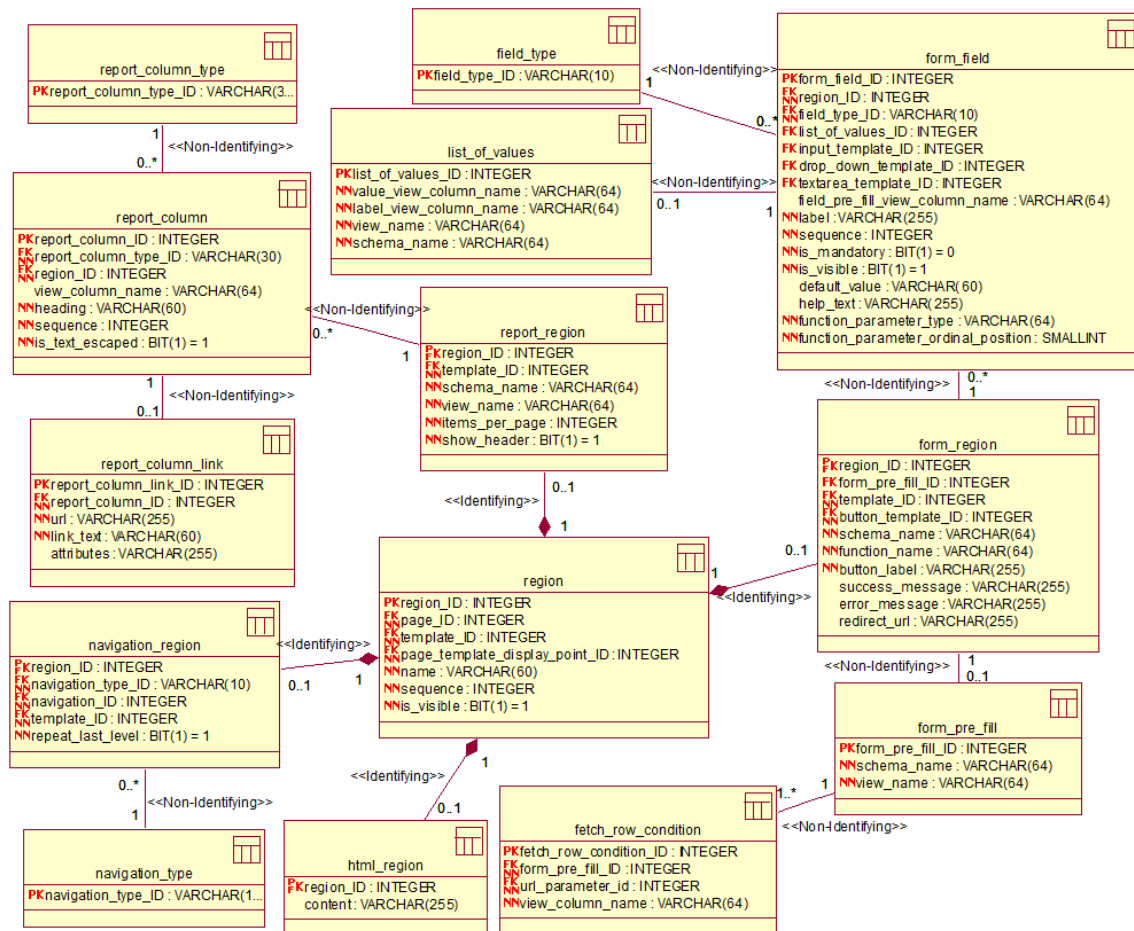 report_column_type
PK report_column_type_ID : VARCHAR(3...
1
<<Non-Identifying>>
0..*
field_type
PK field_type_ID : VARCHAR(10)
1
<<Non-Identifying>>
0..*
form_field
PK form_field_ID : INTEGER
FK NN region_ID : INTEGER
FK NN field_type_ID : VARCHAR(10)
FK list_of_values_ID : INTEGER
FK input_template_ID : INTEGER
FK drop_down_template_ID : INTEGER
FK textarea_template_ID : INTEGER
field_pre_fill_view_column_name : VARCHAR(64)
NN label : VARCHAR(255)
NN sequence : INTEGER
NN is_mandatory : BIT(1) = 0
NN is_visible : BIT(1) = 1
default_value : VARCHAR(60)
help_text : VARCHAR(255)
NN function_parameter_type : VARCHAR(64)
NN function_parameter_ordinal_position : SMALLINT
list_of_values
PK list_of_values_ID : INTEGER
NN value_view_column_name : VARCHAR(64)
NN label_view_column_name : VARCHAR(64)
NN view_name : VARCHAR(64)
NN schema_name : VARCHAR(64)
<<Non-Identifying>>
0..1
1
report_column
PK report_column_ID : INTEGER
FK NN report_column_type_ID : VARCHAR(30)
FK NN region_ID : INTEGER
view_column_name : VARCHAR(64)
NN heading : VARCHAR(60)
NN sequence : INTEGER
NN is_text_escaped : BIT(1) = 1
<<Non-Identifying>>
0..*
1
report_region
PF region_ID : INTEGER
FK NN template_ID : INTEGER
NN schema_name : VARCHAR(64)
NN view_name : VARCHAR(64)
NN items_per_page : INTEGER
NN show_header : BIT(1) = 1
1
<<Non-Identifying>>
0..1
0..*
<<Non-Identifying>>
1
report_column_link
PK report_column_link_ID : INTEGER
FK NN report_column_ID : INTEGER
NN url : VARCHAR(255)
NN link_text : VARCHAR(60)
attributes : VARCHAR(255)
0..1
<<Identifying>>
1
form_region
PF region_ID : INTEGER
FK form_pre_fill_ID : INTEGER
FK NN template_ID : INTEGER
FK NN button_template_ID : INTEGER
NN schema_name : VARCHAR(64)
NN function_name : VARCHAR(64)
NN button_label : VARCHAR(255)
success_message : VARCHAR(255)
error_message : VARCHAR(255)
redirect_url : VARCHAR(255)
region
PK region_ID : INTEGER
FK NN page_ID : INTEGER
FK NN template_ID : INTEGER
FK NN page_template_display_point_ID : INTEGER
NN name : VARCHAR(60)
NN sequence : INTEGER
NN is_visible : BIT(1) = 1
0..1
1
<<Identifying>>
navigation_region
PF region_ID : INTEGER
FK NN navigation_type_ID : VARCHAR(10)
FK NN navigation_ID : INTEGER
FK NN template_ID : INTEGER
NN repeat_last_level : BIT(1) = 1
<<Identifying>>
0..1
1
1
<<Non-Identifying>>
0..1
form_pre_fill
PK form_pre_fill_ID : INTEGER
NN schema_name : VARCHAR(64)
NN view_name : VARCHAR(64)
0..*
<<Non-Identifying>>
1
1
<<Identifying>>
0..1
1..*
1
<<Non-Identifying>>
navigation_type
PK navigation_type_ID : VARCHAR(1...
html_region
PF region_ID : INTEGER
content : VARCHAR(255)
fetch_row_condition
PK fetch_row_condition_ID : INTEGER
FK NN form_pre_fill_ID : INTEGER
FK NN url_parameter_id : INTEGER
NN view_column_name : VARCHAR(64)